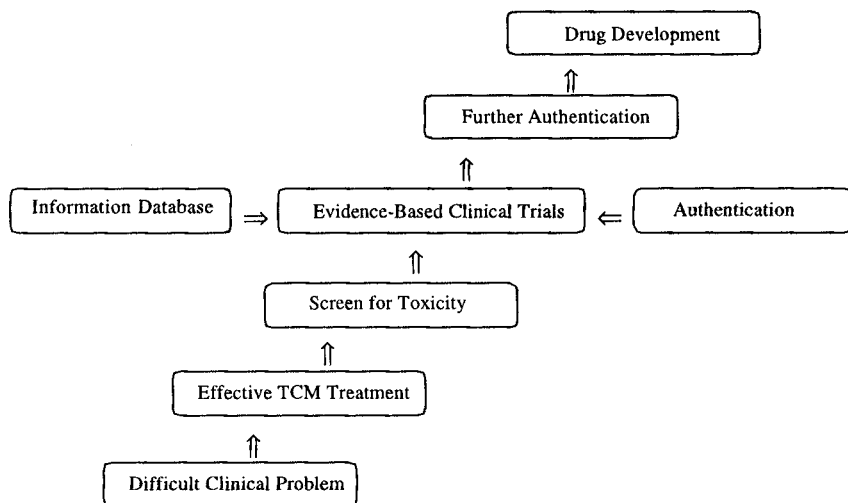 Drug Development
⇑
Further Authentication
⇑
Information Database ⇒ Evidence-Based Clinical Trials ⇐ Authentication
⇑
Screen for Toxicity
⇑
Effective TCM Treatment
⇑
Difficult Clinical Problem